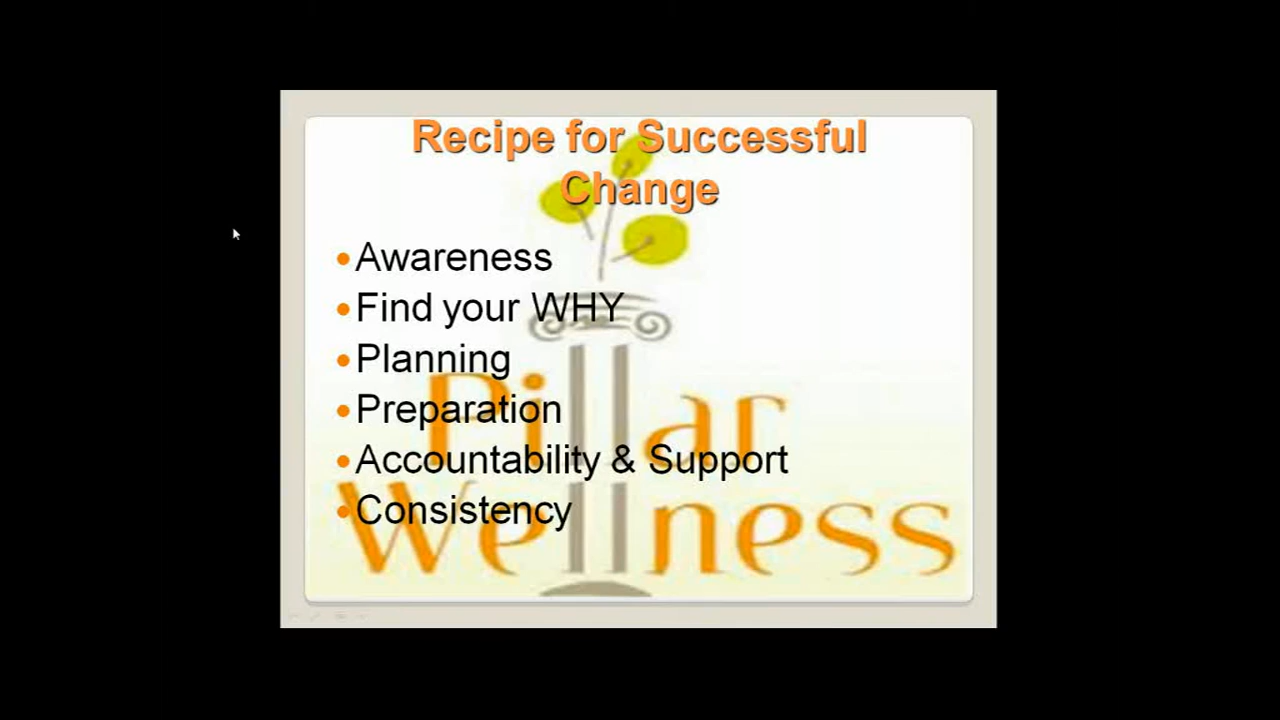 Recipe for Successful
Change
•Awareness
•Find your WHY
•Planning
•Preparation
•Accountability & Support
•Consistency
Pillar
Wellness